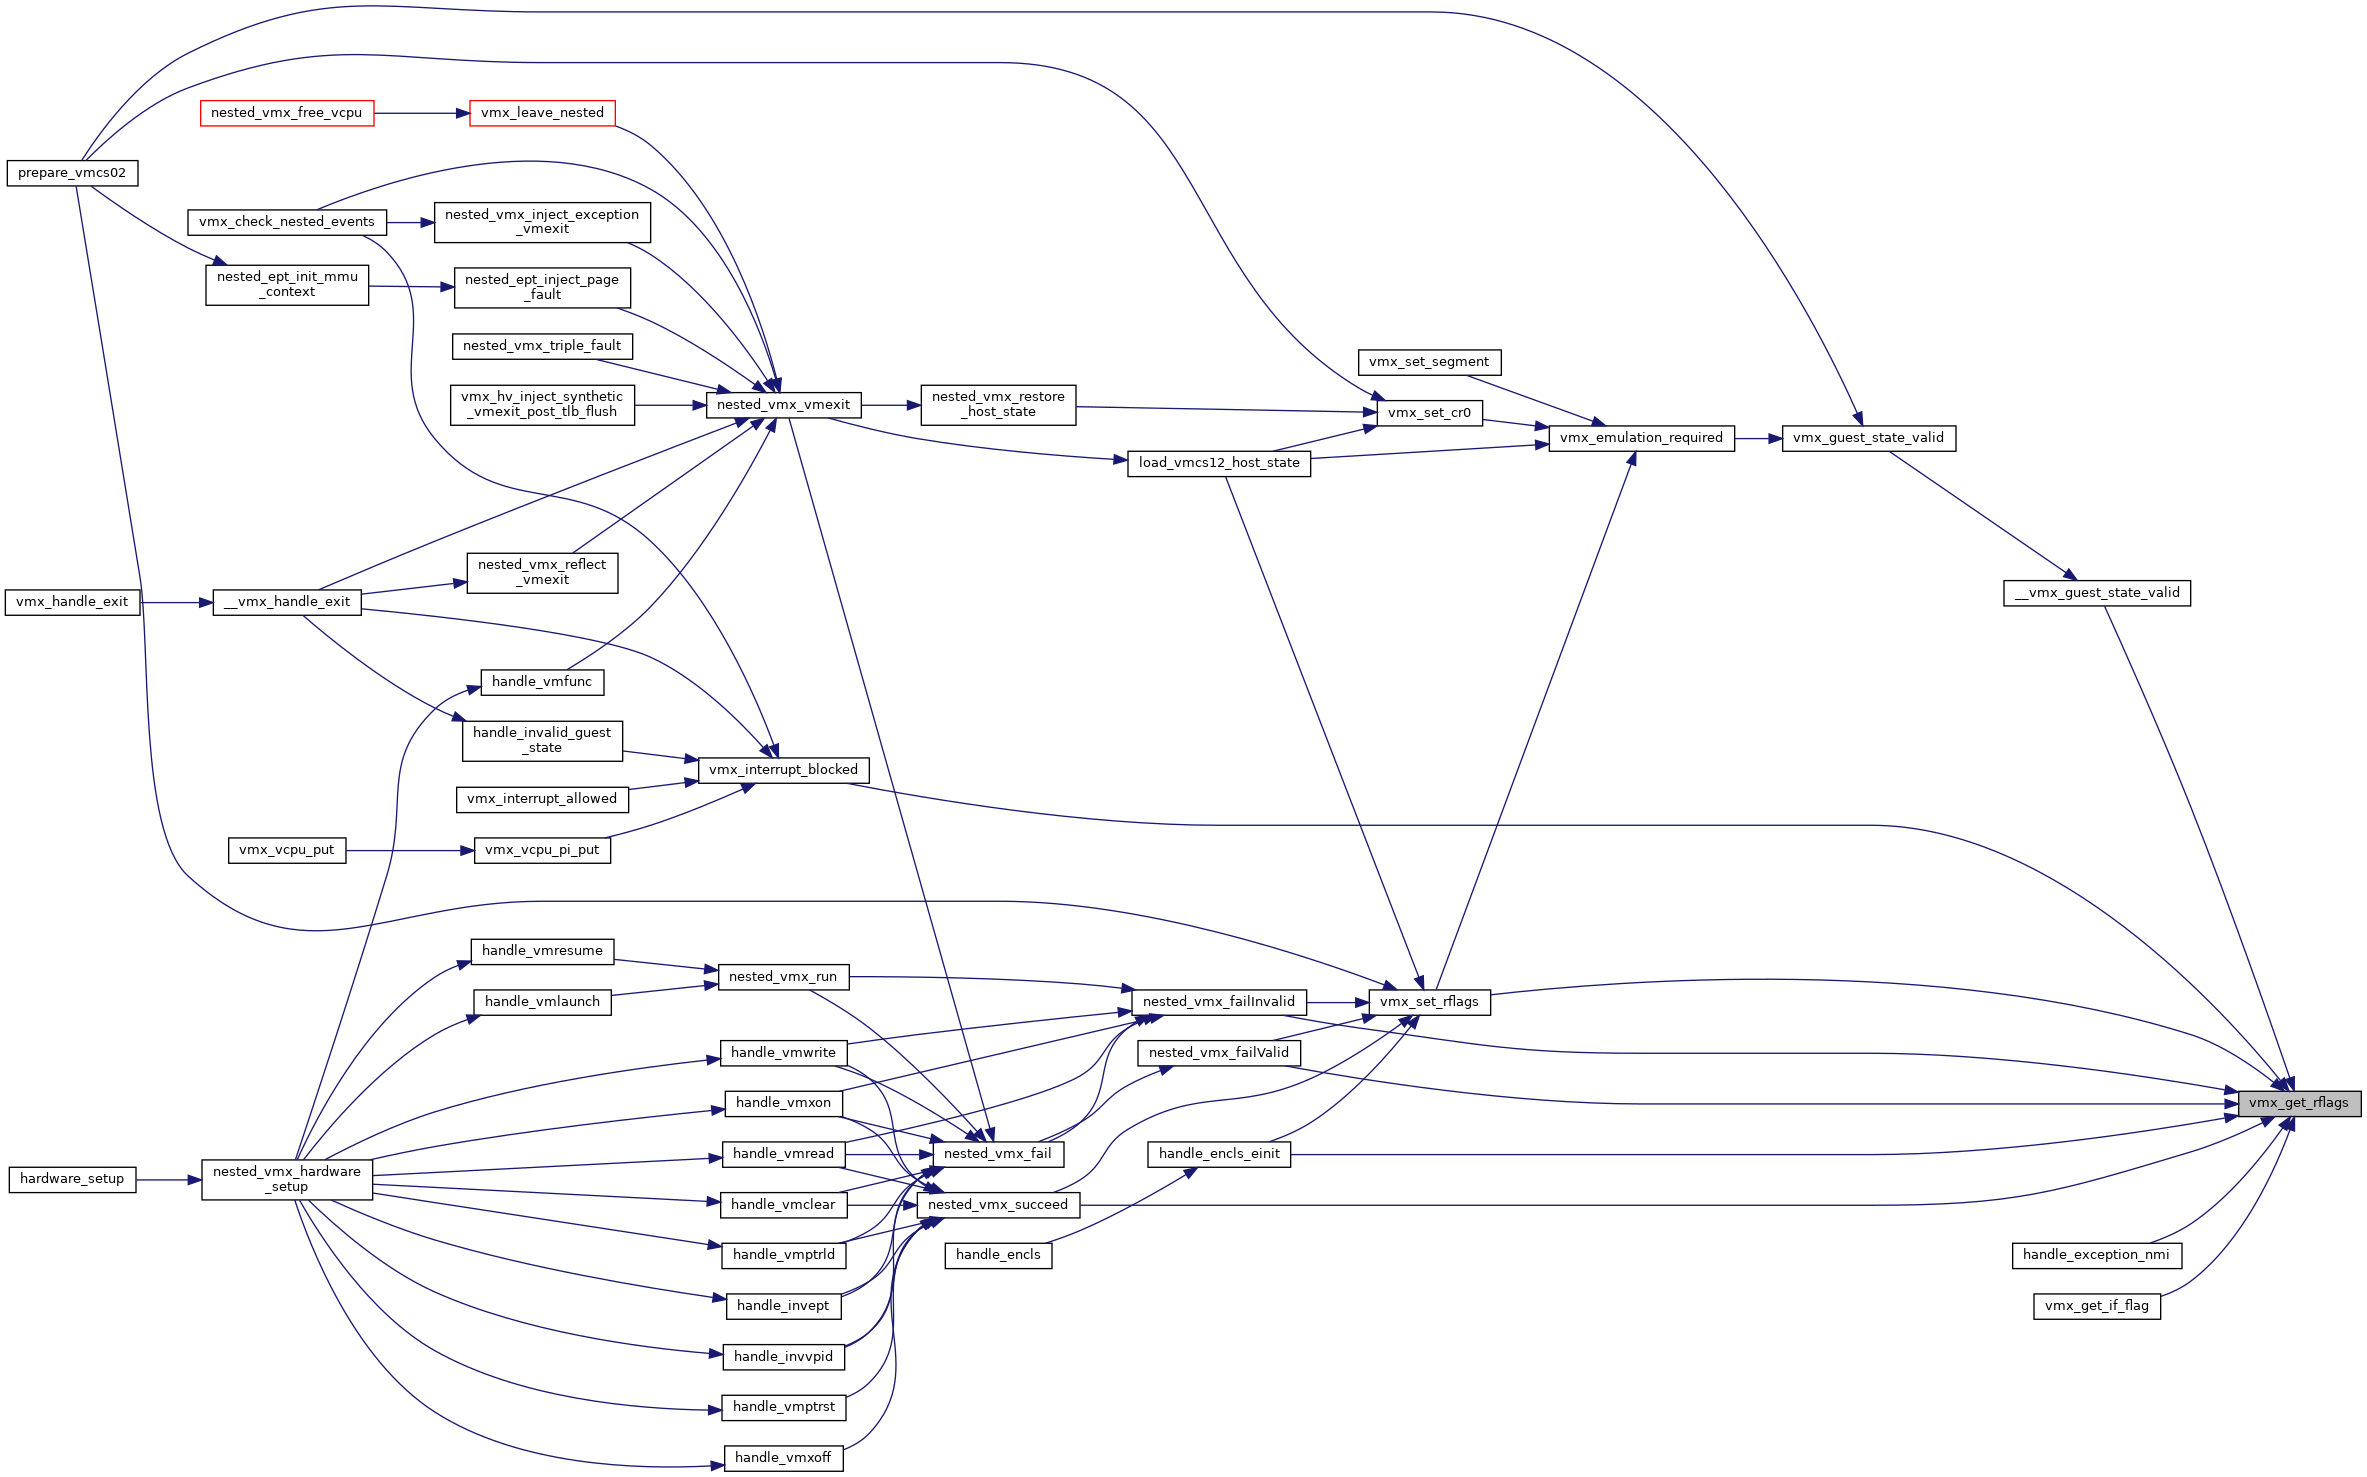 nested_vmx_free_vcpu
vmx_leave_nested
prepare_vmcs02
vmx_check_nested_events
nested_vmx_inject_exception
_vmexit
nested_ept_init_mmu
_context
nested_ept_inject_page
_fault
nested_vmx_triple_fault
vmx_hv_inject_synthetic
_vmexit_post_tlb_flush
nested_vmx_vmexit
nested_vmx_restore
_host_state
vmx_set_segment
vmx_set_cr0
load_vmcs12_host_state
vmx_emulation_required
vmx_guest_state_valid
vmx_handle_exit
__vmx_handle_exit
nested_vmx_reflect
_vmexit
__vmx_guest_state_valid
handle_vmfunc
handle_invalid_guest
_state
vmx_interrupt_blocked
vmx_interrupt_allowed
vmx_vcpu_put
vmx_vcpu_pi_put
handle_vmresume
nested_vmx_run
handle_vmlaunch
nested_vmx_failInvalid
vmx_set_rflags
handle_vmwrite
nested_vmx_failValid
handle_vmxon
vmx_get_rflags
handle_vmread
nested_vmx_fail
handle_encls_einit
hardware_setup
nested_vmx_hardware
_setup
handle_vmclear
nested_vmx_succeed
handle_vmptrld
handle_encls
handle_exception_nmi
handle_invept
vmx_get_if_flag
handle_invvpid
handle_vmptrst
handle_vmxoff